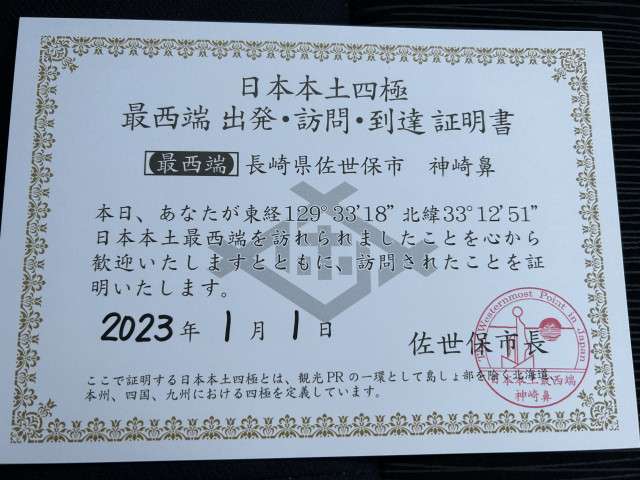 日本本土四極
最西端 出発・訪問・到達 証明書
最西端 長崎県佐世保市 神崎鼻
本日、あなたが東経129°33'18" 北緯33°12'51"
日本本土最西端を訪れられましたことを心から
歓迎いたしますとともに、訪問されたことを証
明いたします。
2023年 1月 1日
佐世保市長
The Westernmost Point in Japan
日本本土最西端
神崎鼻
ここで証明する日本本土四極とは、観光PRの一環として島しょ部を除く北海道、
本州、四国、九州における四極を定義しています。